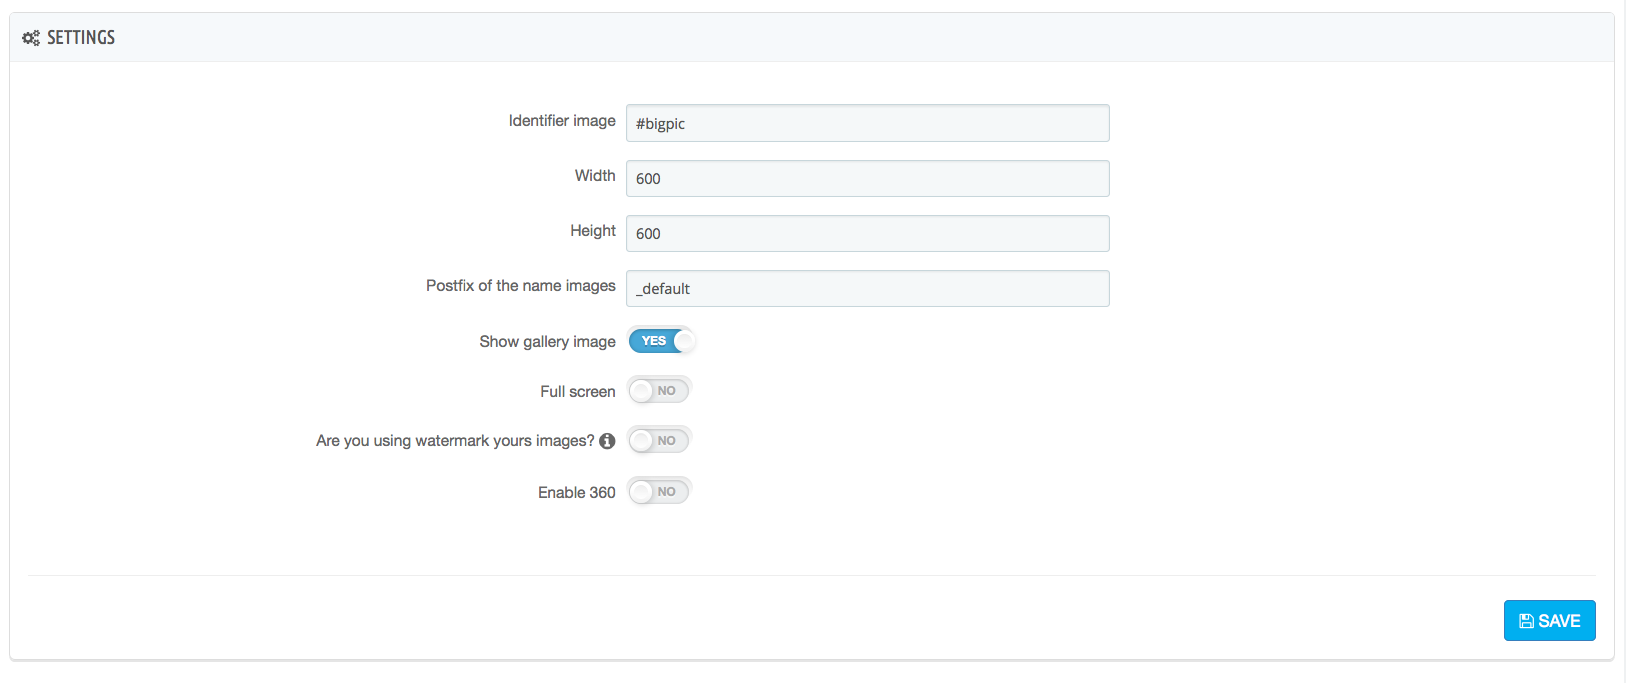 SETTINGS
Identifier image #bigpic
Width 600
Height 600
Postfix of the name images _default
Show gallery image YES
Full screen NO
Are you using watermark yours images? NO
Enable 360 NO
SAVE